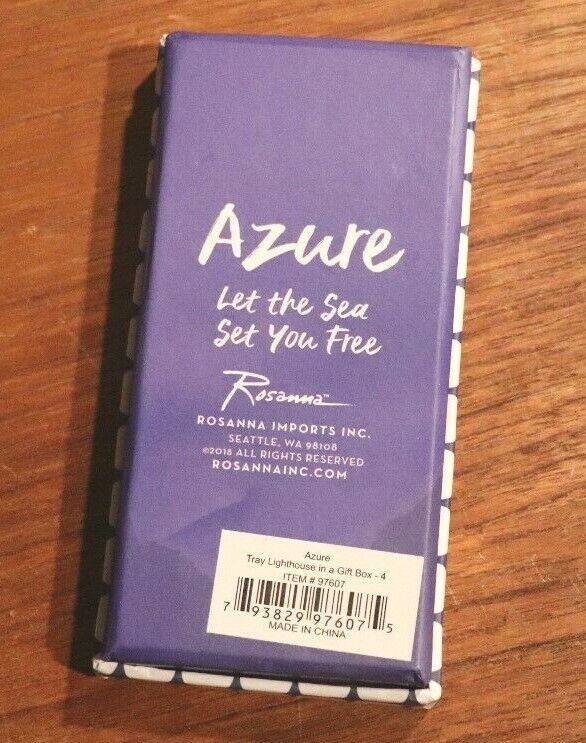 Azure
Let the Sea
Set You Free
Rosanna™
ROSANNA IMPORTS INC.
SEATTLE, WA 98108
©2018 ALL RIGHTS RESERVED
ROSANNAINC.COM
Azure
Tray Lighthouse in a Gift Box - 4
ITEM # 97607
7 93829 97607 5
MADE IN CHINA